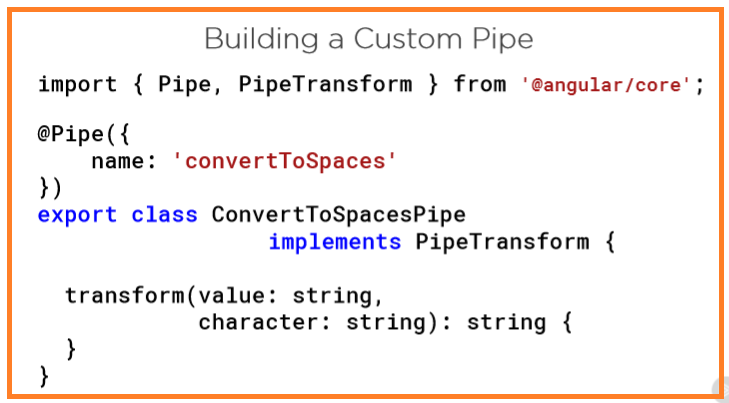 Building a Custom Pipe
import { Pipe, PipeTransform } from '@angular/core';
@Pipe({
    name: 'convertToSpaces'
})
export class ConvertToSpacesPipe
                 implements PipeTransform {
  transform(value: string,
            character: string): string {
  }
}